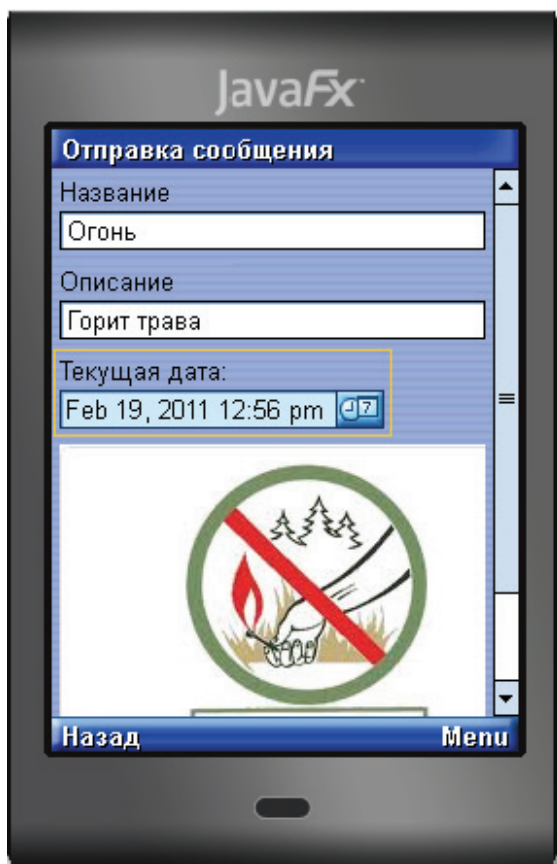 JavaFx
Отправка сообщения
Название
Огонь
Описание
Горит трава
Текущая дата:
Feb 19, 2011 12:56 pm
Назад
Menu